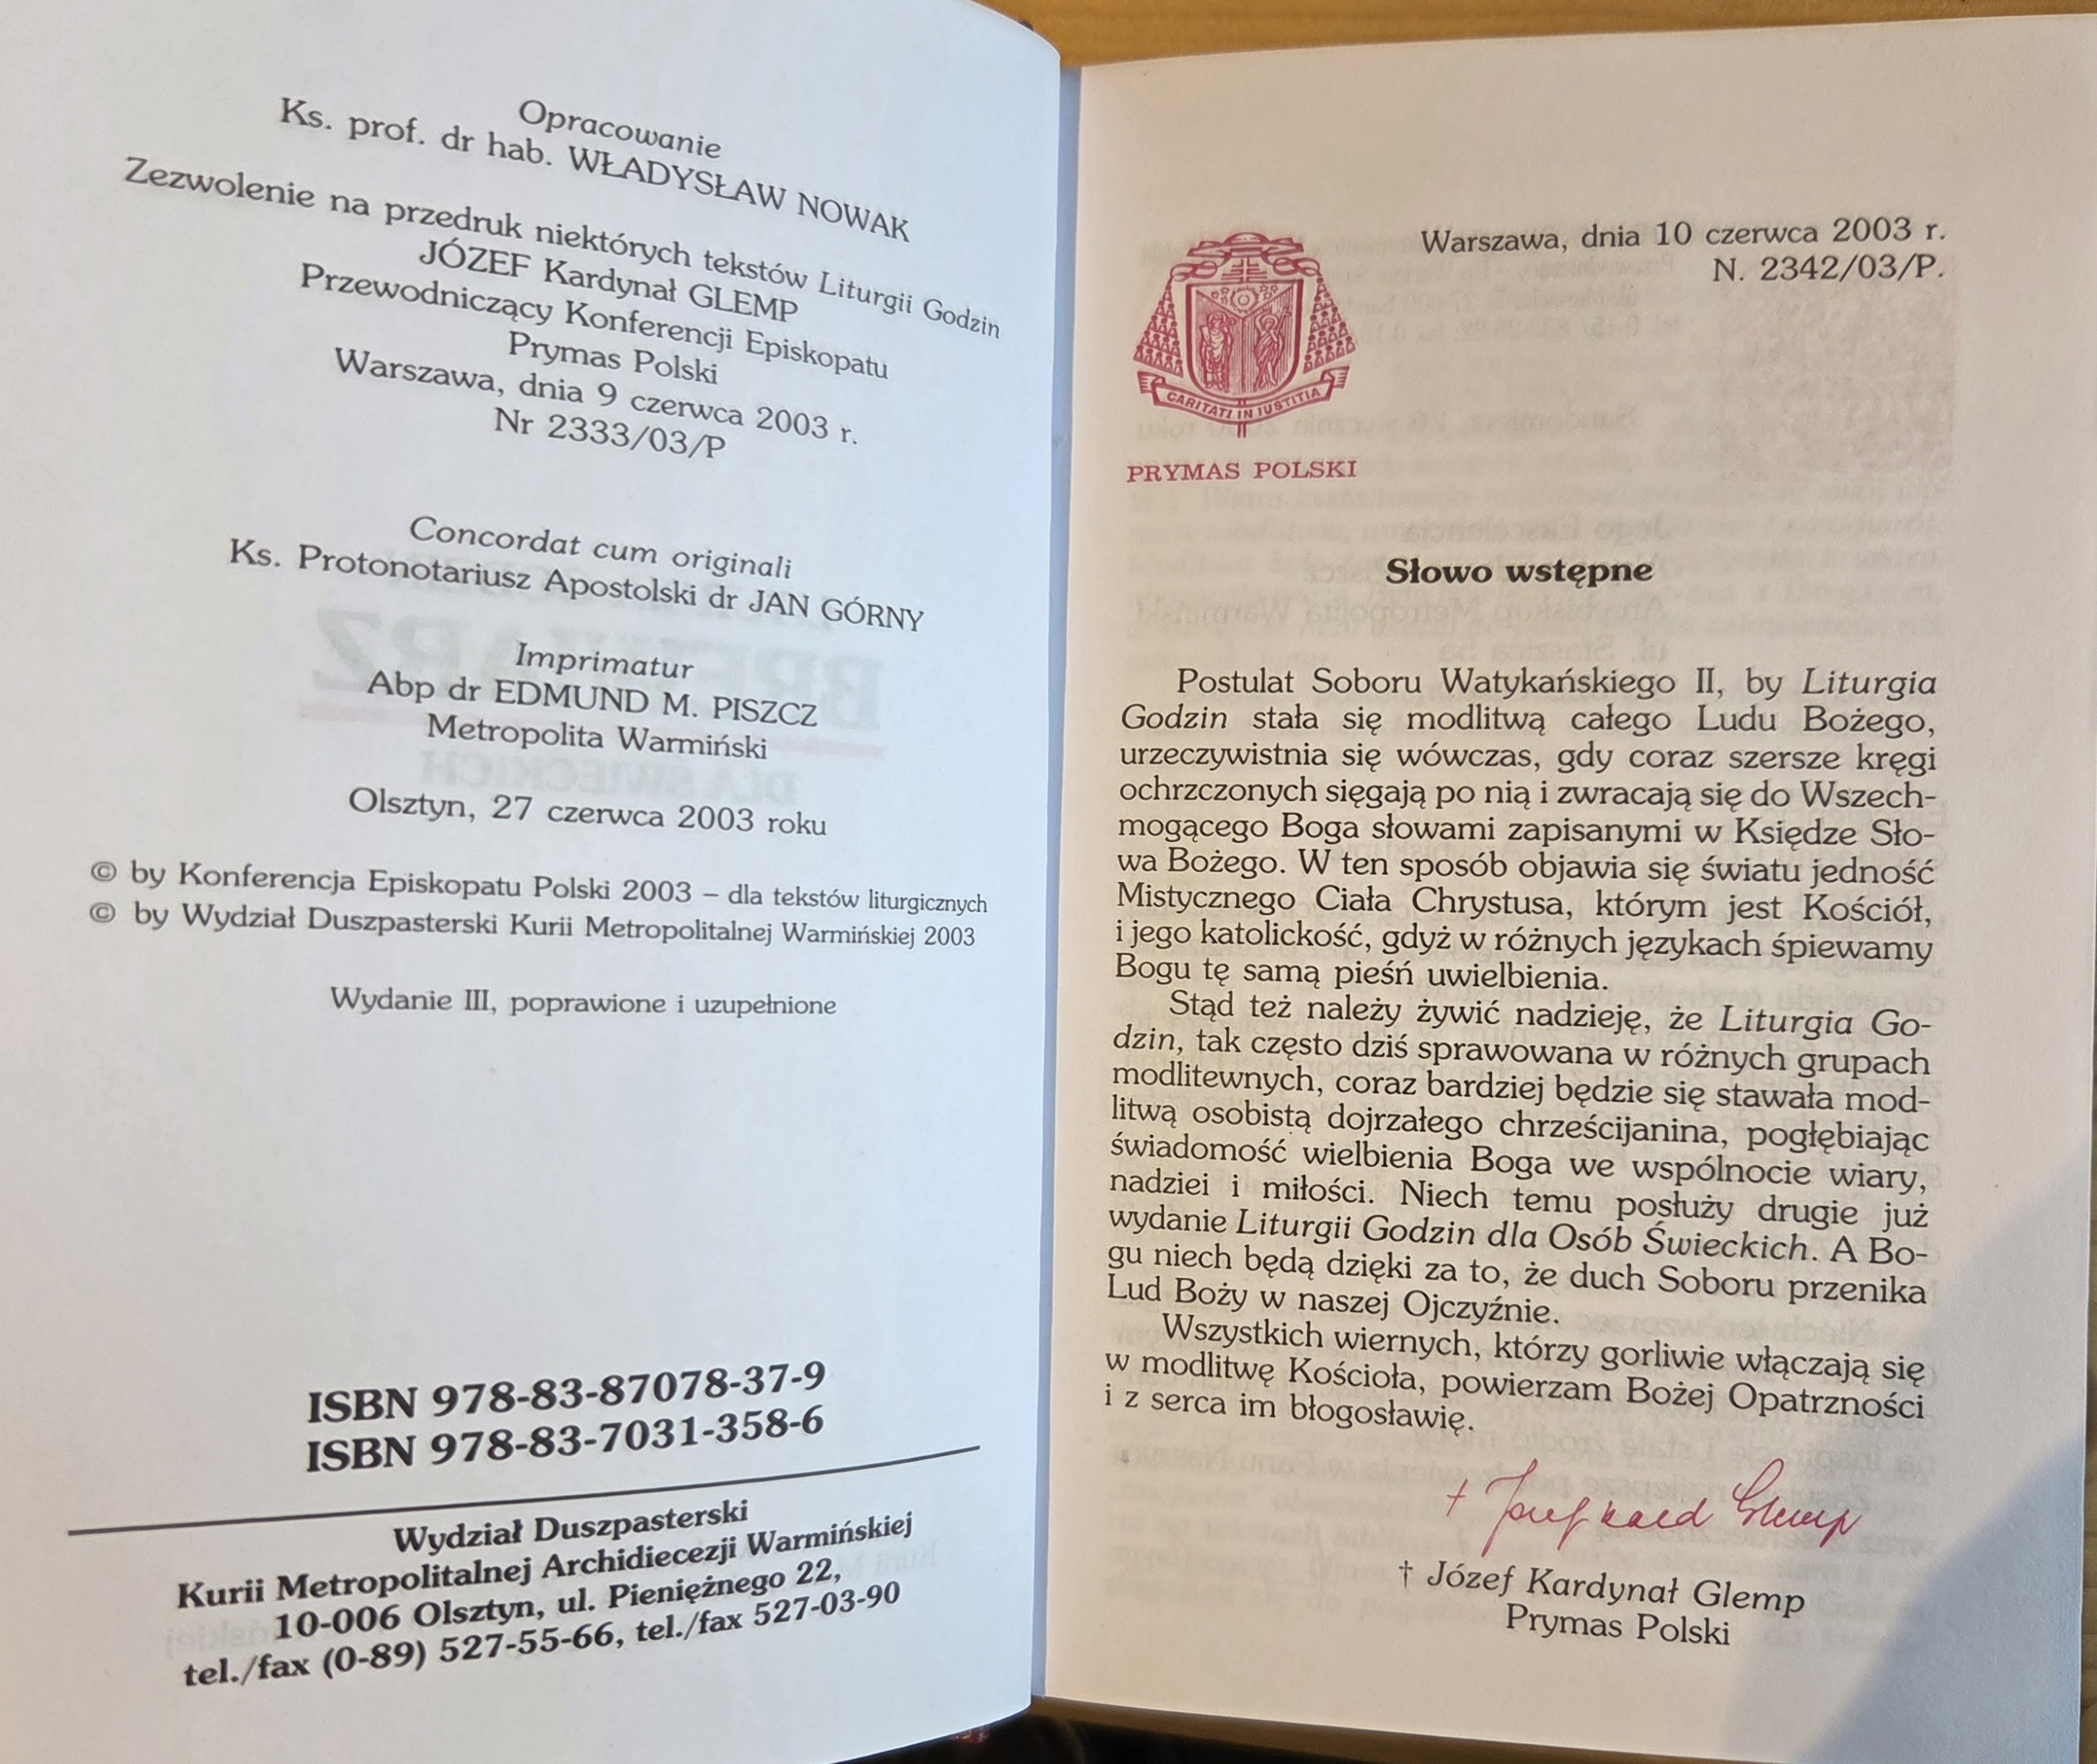 Opracowanie
Ks. prof. dr hab. WŁADYSŁAW NOWAK
Zezwolenie na przedruk niektórych tekstów Liturgii Godzin
JÓZEF Kardynał GLEMP
Przewodniczący Konferencji Episkopatu
Prymas Polski
Warszawa, dnia 9 czerwca 2003 r.
Nr 2333/03/P
Concordat cum originali
Ks. Protonotariusz Apostolski dr JAN GÓRNY
Imprimatur
Abp dr EDMUND M. PISZCZ
Metropolita Warmiński
Olsztyn, 27 czerwca 2003 roku
© by Konferencja Episkopatu Polski 2003 – dla tekstów liturgicznych
© by Wydział Duszpasterski Kurii Metropolitalnej Warmińskiej 2003
Wydanie III, poprawione i uzupełnione
ISBN 978-83-87078-37-9
ISBN 978-83-7031-358-6
Wydział Duszpasterski
Kurii Metropolitalnej Archidiecezji Warmińskiej
10-006 Olsztyn, ul. Pieniężnego 22,
tel./fax (0-89) 527-55-66, tel./fax 527-03-90
Warszawa, dnia 10 czerwca 2003 r.
N. 2342/03/P.
CARITATI IN IUSTITIA
PRYMAS POLSKI
Słowo wstępne
Postulat Soboru Watykańskiego II, by Liturgia
Godzin stała się modlitwą całego Ludu Bożego,
urzeczywistnia się wówczas, gdy coraz szersze kręgi
ochrzczonych sięgają po nią i zwracają się do Wszech-
mogącego Boga słowami zapisanymi w Księdze Sło-
wa Bożego. W ten sposób objawia się światu jedność
Mistycznego Ciała Chrystusa, którym jest Kościół,
i jego katolickość, gdyż w różnych językach śpiewamy
Bogu tę samą pieśń uwielbienia.
Stąd też należy żywić nadzieję, że Liturgia Go-
dzin, tak często dziś sprawowana w różnych grupach
modlitewnych, coraz bardziej będzie się stawała mod-
litwą osobistą dojrzałego chrześcijanina, pogłębiając
świadomość wielbienia Boga we wspólnocie wiary,
nadziei i miłości. Niech temu posłuży drugie już
wydanie Liturgii Godzin dla Osób Świeckich. A Bo-
gu niech będą dzięki za to, że duch Soboru przenika
Lud Boży w naszej Ojczyźnie.
Wszystkich wiernych, którzy gorliwie włączają się
w modlitwę Kościoła, powierzam Bożej Opatrzności
i z serca im błogosławię.
† Józef kard Glemp
† Józef Kardynał Glemp
Prymas Polski